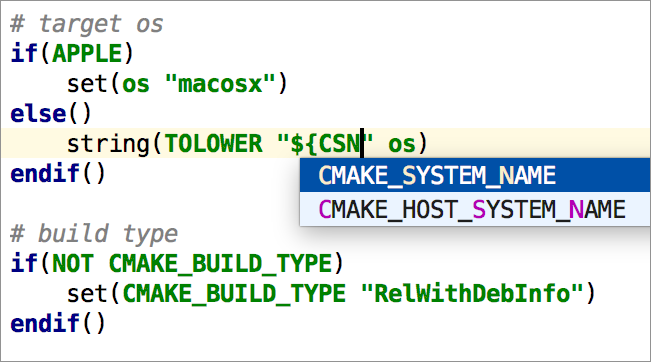 # target os
if(APPLE)
    set(os "macosx")
else()
    string(TOLOWER "${CSN" os)
endif()
CMAKE_SYSTEM_NAME
CMAKE_HOST_SYSTEM_NAME
# build type
if(NOT CMAKE_BUILD_TYPE)
    set(CMAKE_BUILD_TYPE "RelWithDebInfo")
endif()